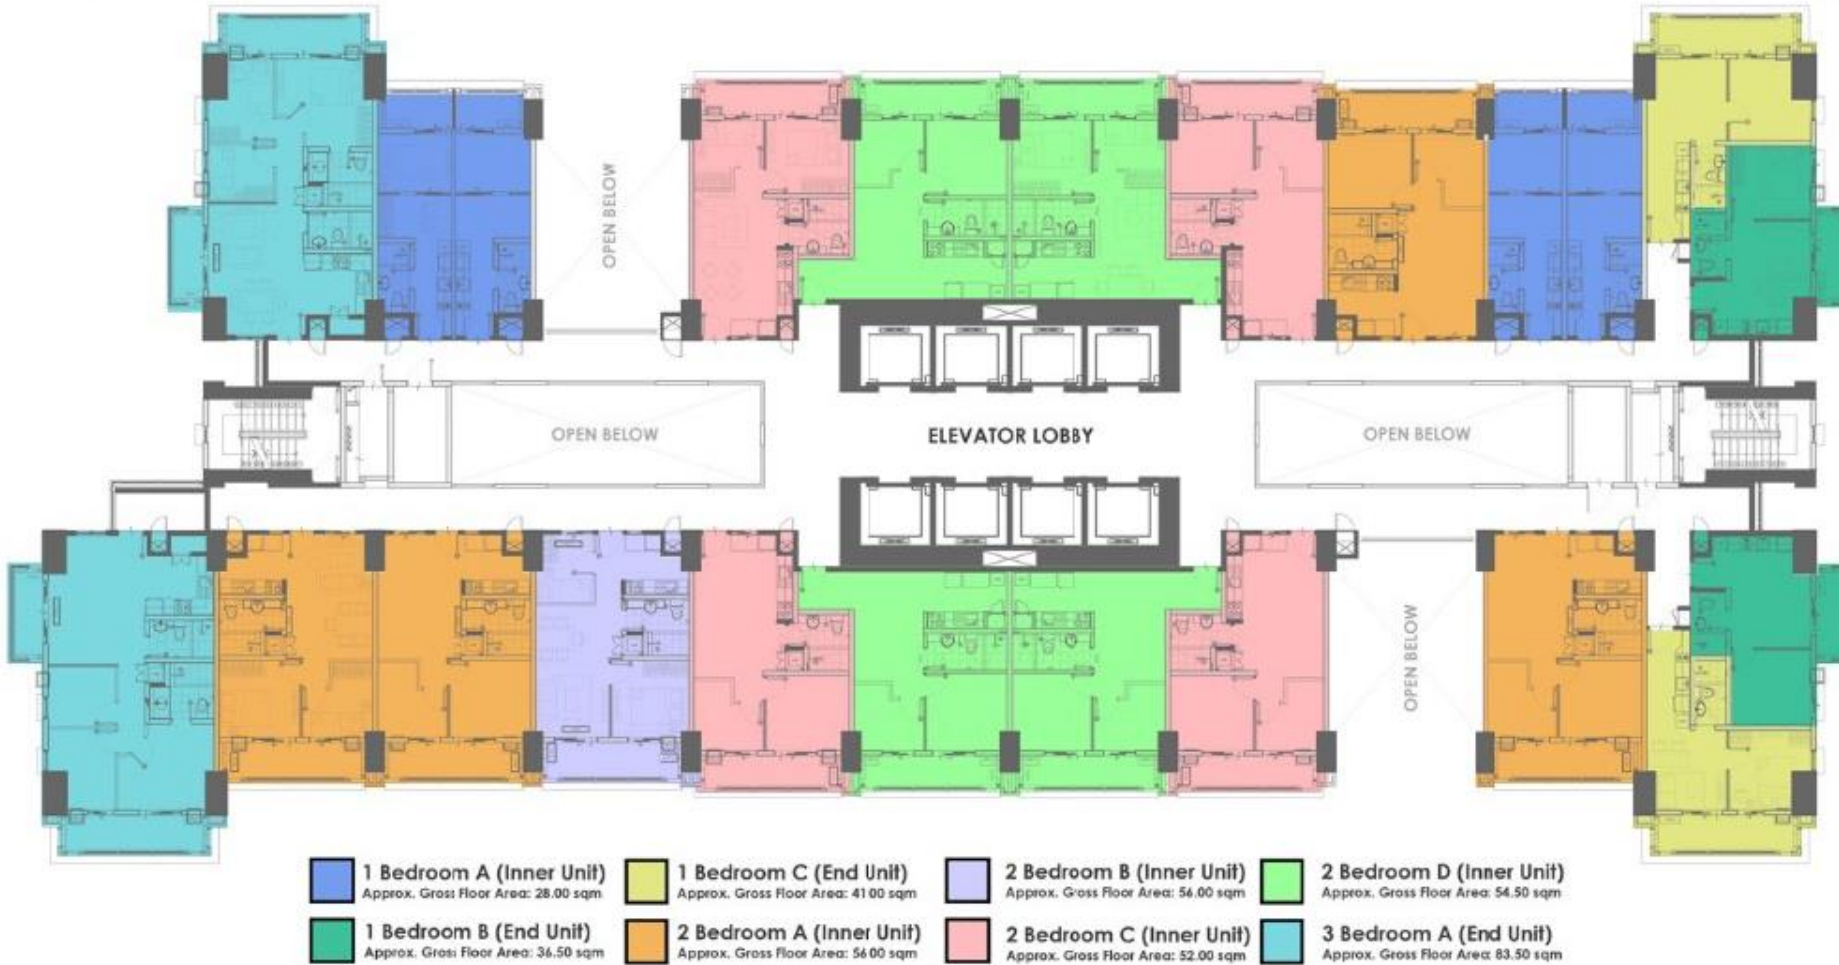 OPEN BELOW
OPEN BELOW
ELEVATOR LOBBY
OPEN BELOW
OPEN BELOW
1 Bedroom A (Inner Unit)
Approx. Gross Floor Area: 28.00 sqm
1 Bedroom C (End Unit)
Approx. Gross Floor Area: 41.00 sqm
2 Bedroom B (Inner Unit)
Approx. Gross Floor Area: 56.00 sqm
2 Bedroom D (Inner Unit)
Approx. Gross Floor Area: 54.50 sqm
1 Bedroom B (End Unit)
Approx. Gross Floor Area: 36.50 sqm
2 Bedroom A (Inner Unit)
Approx. Gross Floor Area: 56.00 sqm
2 Bedroom C (Inner Unit)
Approx. Gross Floor Area: 52.00 sqm
3 Bedroom A (End Unit)
Approx. Gross Floor Area: 83.50 sqm